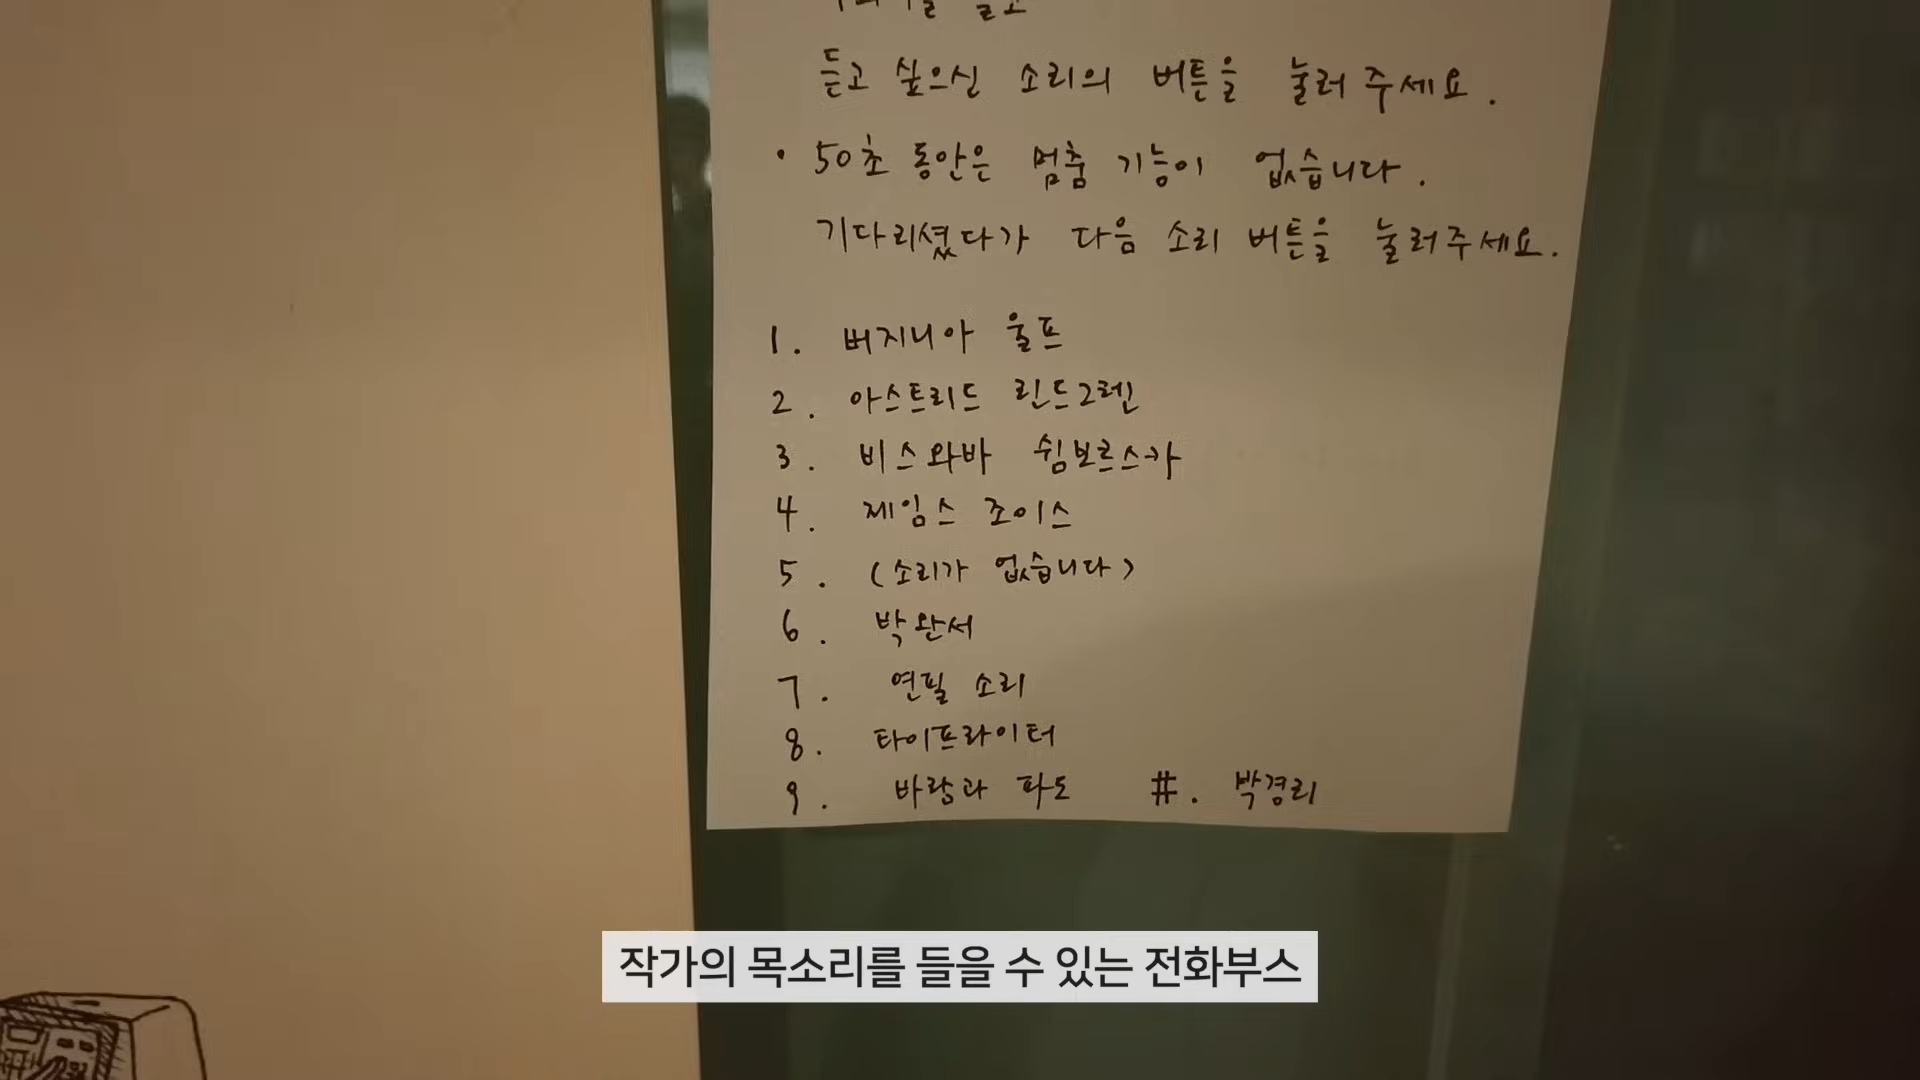 듣고 싶으신 소리의 버튼을 눌러 주세요.
• 50초 동안은 멈춤 기능이 없습니다.
기다리셨다가 다음 소리 버튼을 눌러주세요.
1. 버지니아 울프
2. 아스트리드 린드그렌
3. 비스와바 쉼보르스카
4. 제임스 조이스
5. (소리가 없습니다)
6. 박완서
7. 연필 소리
8. 타이프라이터
9. 바람과 파도 #. 박경리
작가의 목소리를 들을 수 있는 전화부스